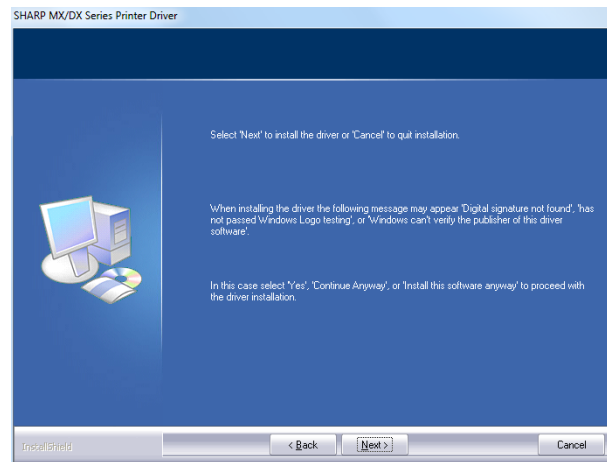 SHARP MX/DX Series Printer Driver
Select 'Next' to install the driver or 'Cancel' to quit installation.
When installing the driver the following message may appear 'Digital signature not found', 'has
not passed Windows Logo testing', or 'Windows can't verify the publisher of this driver
software'.
In this case select 'Yes', 'Continue Anyway', or 'Install this software anyway' to proceed with
the driver installation.
InstallShield
< Back Next > Cancel